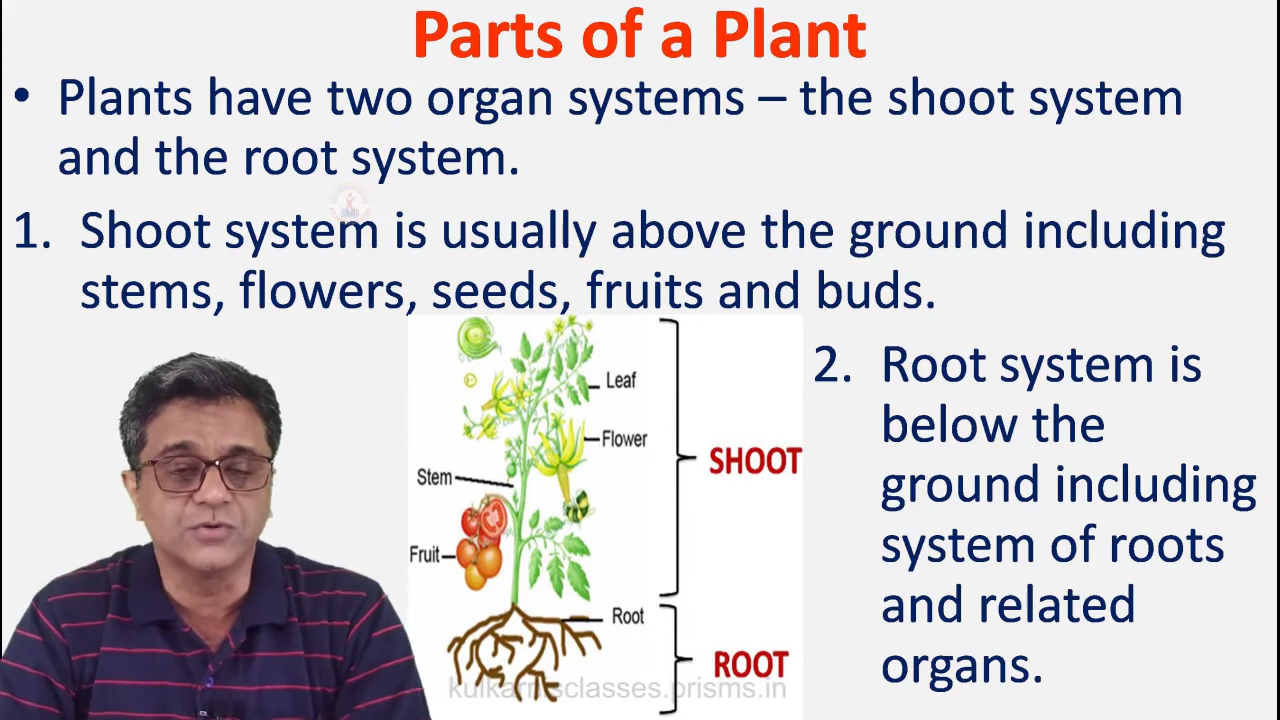 Parts of a Plant
• Plants have two organ systems – the shoot system
and the root system.
1. Shoot system is usually above the ground including
stems, flowers, seeds, fruits and buds.
Leaf
Flower
Stem
Fruit
SHOOT
Root
ROOT
2. Root system is
below the
ground including
system of roots
and related
organs.